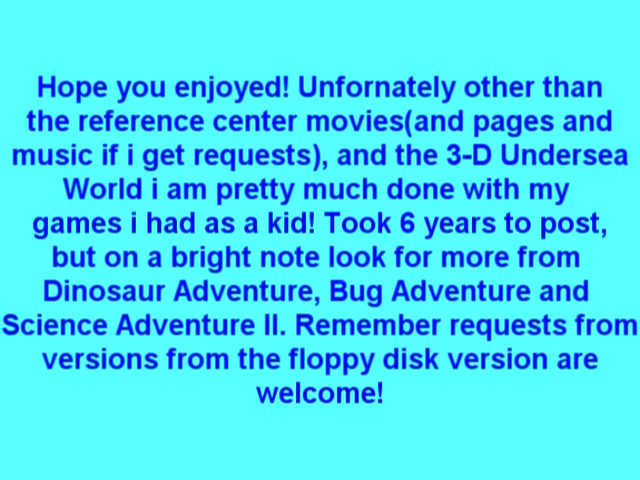 Hope you enjoyed! Unfornately other than
the reference center movies(and pages and
music if i get requests), and the 3-D Undersea
World i am pretty much done with my
games i had as a kid! Took 6 years to post,
but on a bright note look for more from
Dinosaur Adventure, Bug Adventure and
Science Adventure II. Remember requests from
versions from the floppy disk version are
welcome!